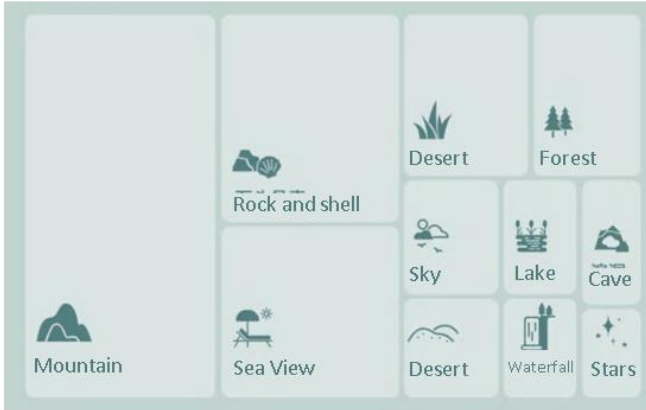 Desert
Forest
Rock and shell
Sky
Lake
Cave
Mountain
Sea View
Desert
Waterfall
Stars